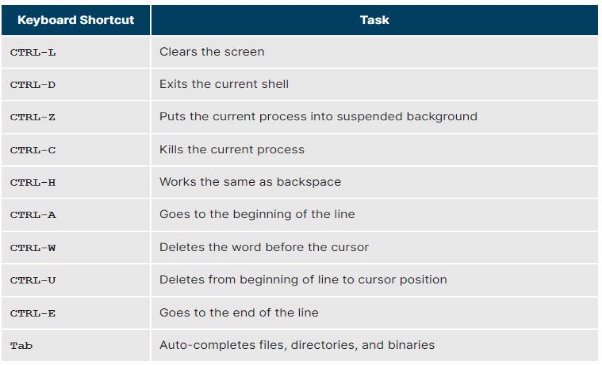 Keyboard Shortcut Task
CTRL-L Clears the screen
CTRL-D Exits the current shell
CTRL-Z Puts the current process into suspended background
CTRL-C Kills the current process
CTRL-H Works the same as backspace
CTRL-A Goes to the beginning of the line
CTRL-W Deletes the word before the cursor
CTRL-U Deletes from beginning of line to cursor position
CTRL-E Goes to the end of the line
Tab Auto-completes files, directories, and binaries